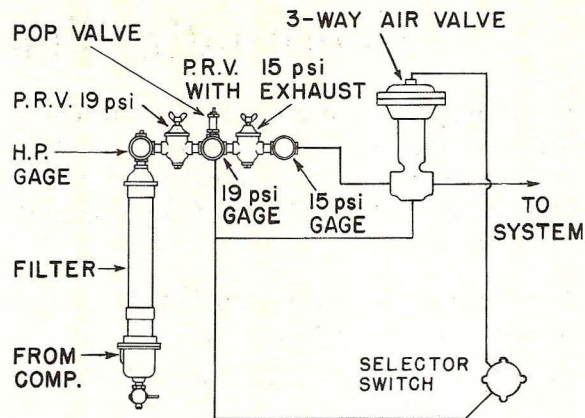 3-WAY AIR VALVE
POP VALVE
P.R.V. 15 psi
WITH EXHAUST
P.R.V. 19 psi
H.P.
GAGE
19 psi
GAGE
15 psi
GAGE
TO
SYSTEM
FILTER
FROM
COMP.
SELECTOR
SWITCH